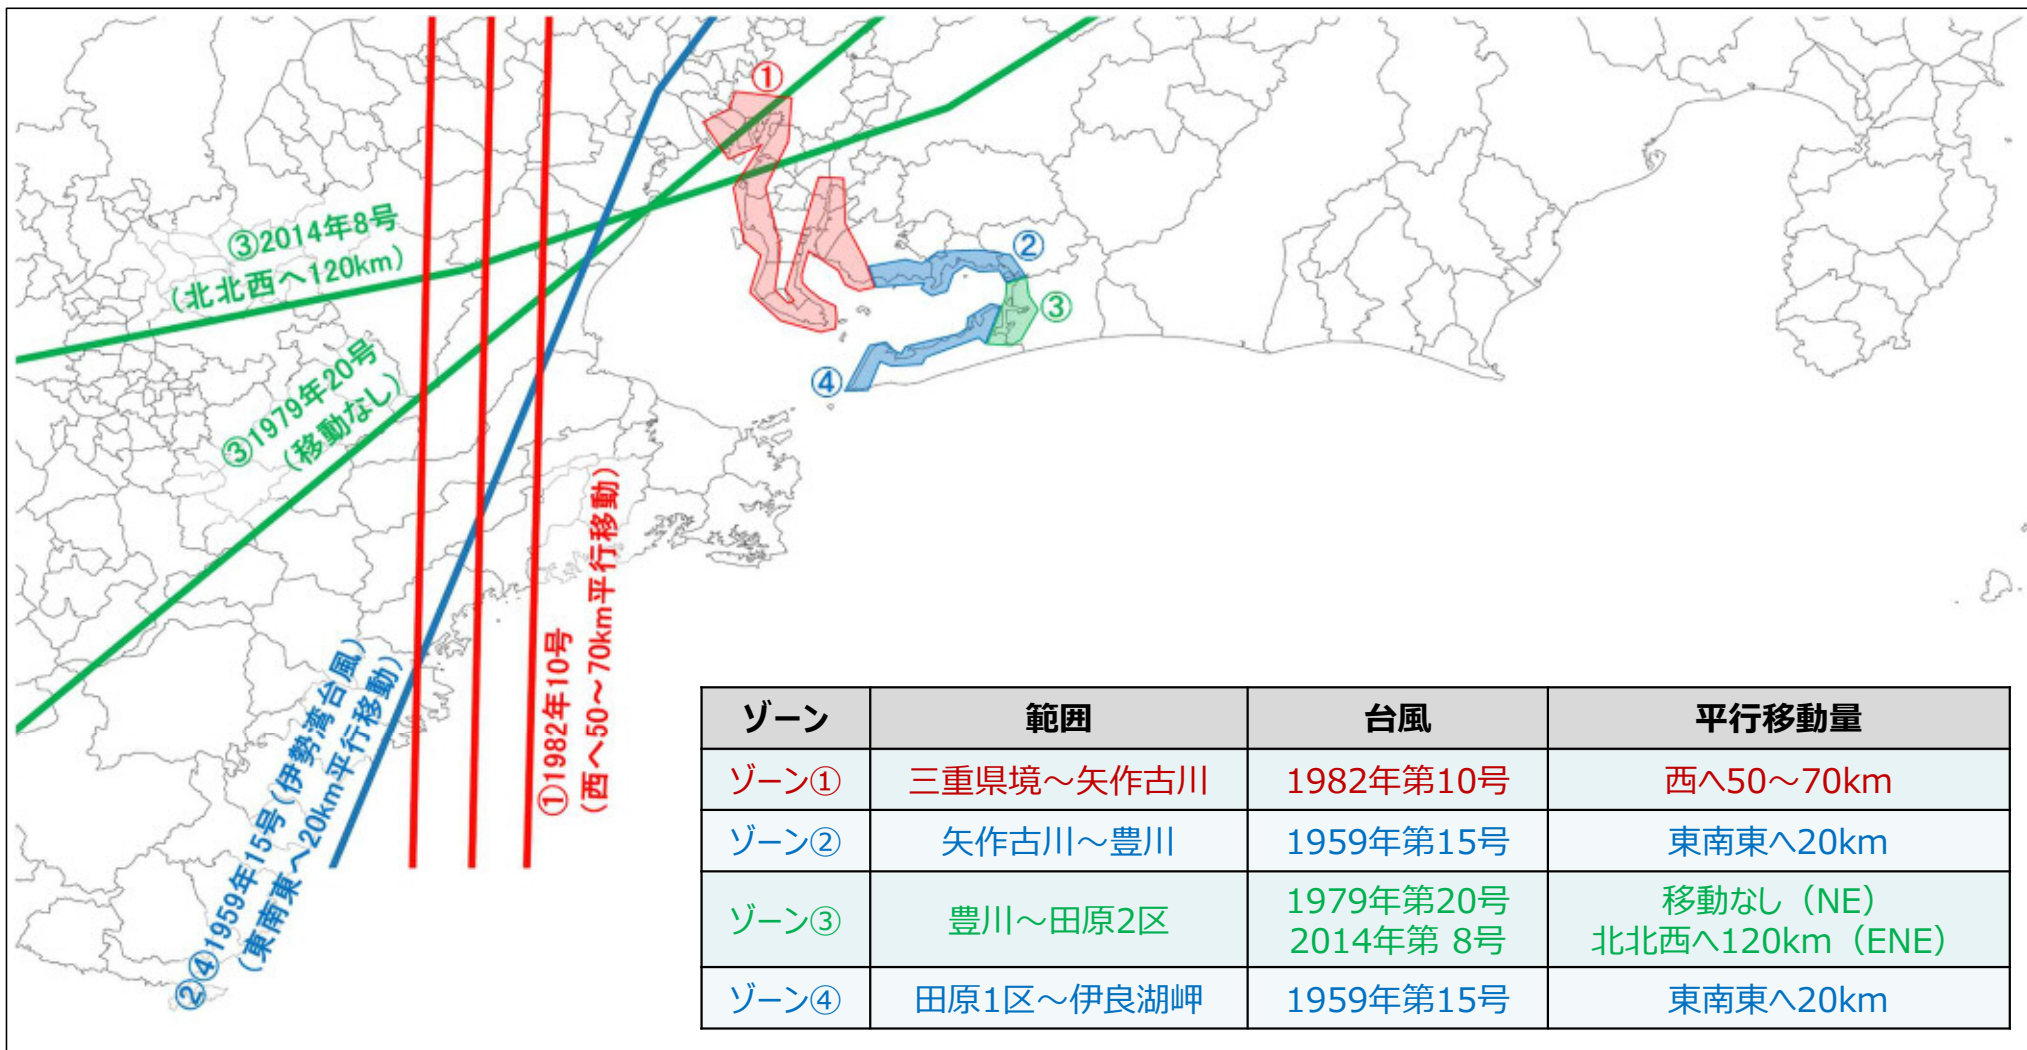 ①
②
③
④
③2014年8号
（北北西へ120km）
③1979年20号
（移動なし）
①1982年10号
（西へ50～70km平行移動）
②④1959年15号（伊勢湾台風）
（東南東へ20km平行移動）
ゾーン 範囲 台風 平行移動量
ゾーン① 三重県境～矢作古川 1982年第10号 西へ50～70km
ゾーン② 矢作古川～豊川 1959年第15号 東南東へ20km
ゾーン③ 豊川～田原2区 1979年第20号 移動なし（NE）
2014年第 8号 北北西へ120km（ENE）
ゾーン④ 田原1区～伊良湖岬 1959年第15号 東南東へ20km